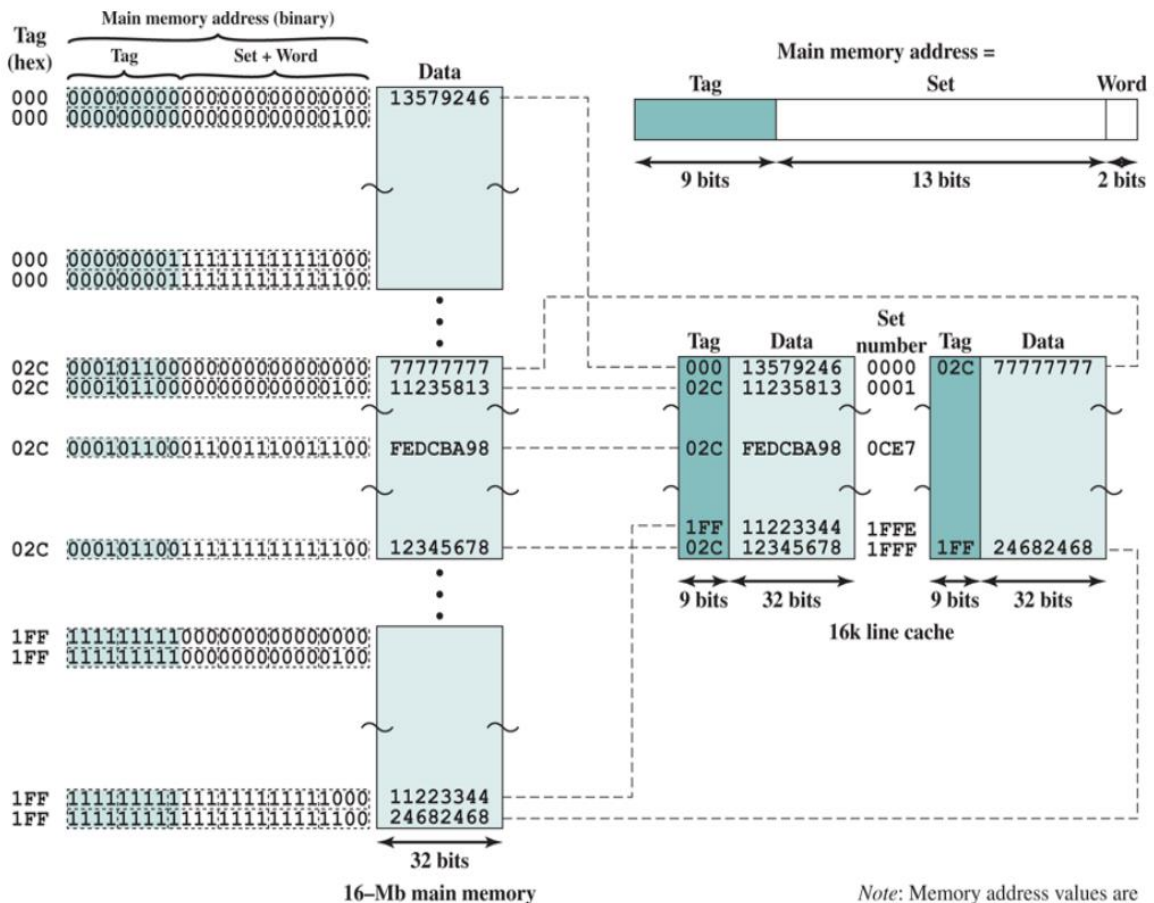 Main memory address (binary)
Tag
(hex)
Tag
Set + Word
Data
000 000000000000000000000000 13579246
000 000000000000000000000100
000 000000001111111111111000
000 000000001111111111111100
02C 000101100000000000000000 77777777
02C 000101100000000000000100 11235813
02C 000101100011001110011100 FEDCBA98
02C 000101100111111111111100 12345678
1FF 111111111000000000000000
1FF 111111111000000000000100
1FF 111111111111111111111000 11223344
1FF 111111111111111111111100 24682468
32 bits
16–Mb main memory
Main memory address =
Tag Set Word
9 bits 13 bits 2 bits
Set
Tag Data number Tag Data
000 13579246 0000 02C 77777777
02C 11235813 0001
02C FEDCBA98 0CE7
1FF 11223344 1FFE
02C 12345678 1FFF 1FF 24682468
9 bits 32 bits 9 bits 32 bits
16k line cache
Note: Memory address values are